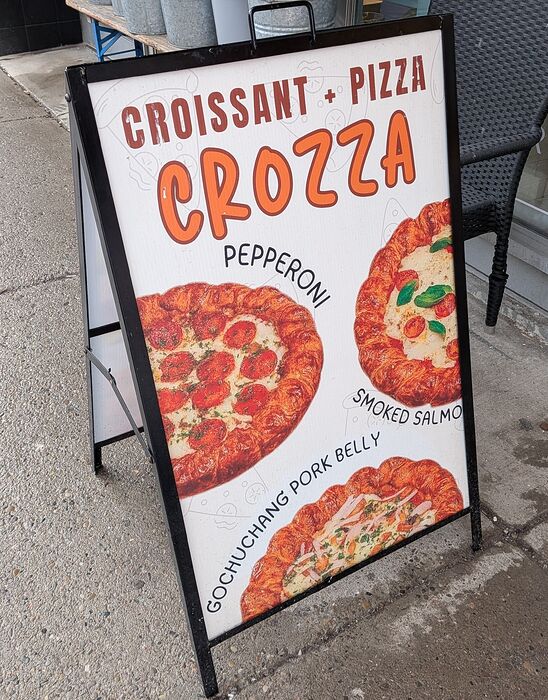 CROISSANT + PIZZA
CROZZA
PEPPERONI
SMOKED SALMO
GOCHUCHANG PORK BELLY